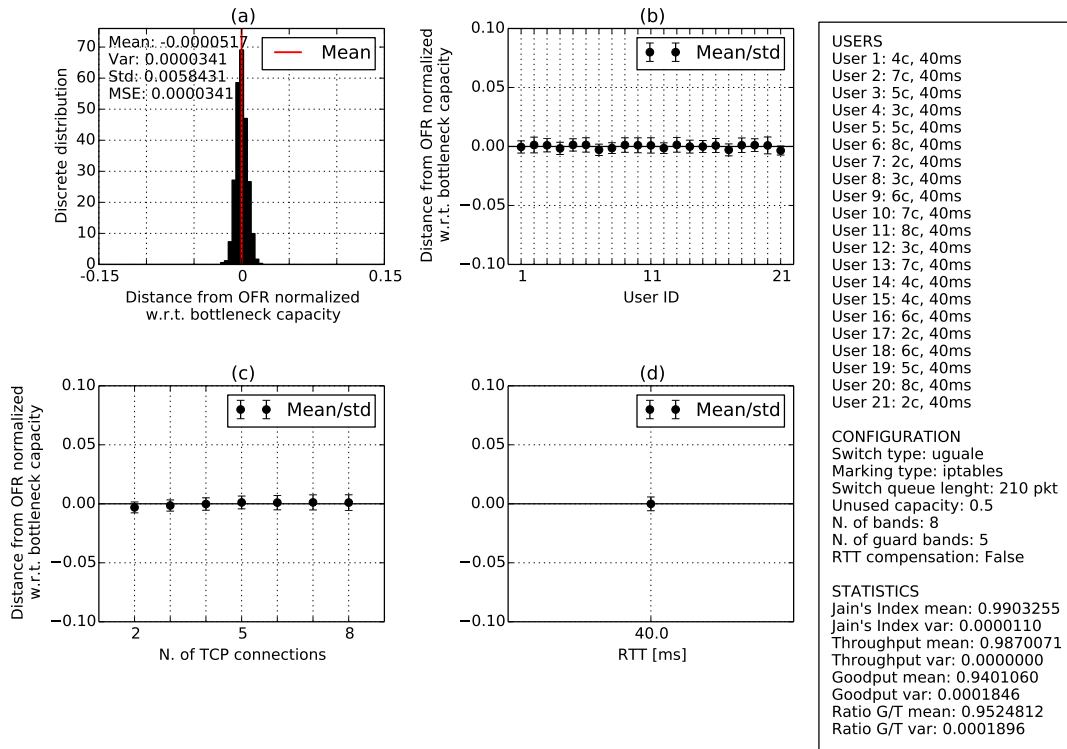 (a)
Mean: -0.0000517
Var: 0.0000341
Std: 0.0058431
MSE: 0.0000341
Mean
Discrete distribution
70
60
50
40
30
20
10
0
-0.15
0
0.15
Distance from OFR normalized
w.r.t. bottleneck capacity
(b)
Mean/std
Distance from OFR normalized
w.r.t. bottleneck capacity
0.10
0.05
0.00
−0.05
−0.10
1
11
21
User ID
(c)
Mean/std
Distance from OFR normalized
w.r.t. bottleneck capacity
0.10
0.05
0.00
−0.05
−0.10
2
5
8
N. of TCP connections
(d)
Mean/std
0.10
0.05
0.00
−0.05
−0.10
40.0
RTT [ms]
USERS
User 1: 4c, 40ms
User 2: 7c, 40ms
User 3: 5c, 40ms
User 4: 3c, 40ms
User 5: 5c, 40ms
User 6: 8c, 40ms
User 7: 2c, 40ms
User 8: 3c, 40ms
User 9: 6c, 40ms
User 10: 7c, 40ms
User 11: 8c, 40ms
User 12: 3c, 40ms
User 13: 7c, 40ms
User 14: 4c, 40ms
User 15: 4c, 40ms
User 16: 6c, 40ms
User 17: 2c, 40ms
User 18: 6c, 40ms
User 19: 5c, 40ms
User 20: 8c, 40ms
User 21: 2c, 40ms
CONFIGURATION
Switch type: uguale
Marking type: iptables
Switch queue lenght: 210 pkt
Unused capacity: 0.5
N. of bands: 8
N. of guard bands: 5
RTT compensation: False
STATISTICS
Jain's Index mean: 0.9903255
Jain's Index var: 0.0000110
Throughput mean: 0.9870071
Throughput var: 0.0000000
Goodput mean: 0.9401060
Goodput var: 0.0001846
Ratio G/T mean: 0.9524812
Ratio G/T var: 0.0001896